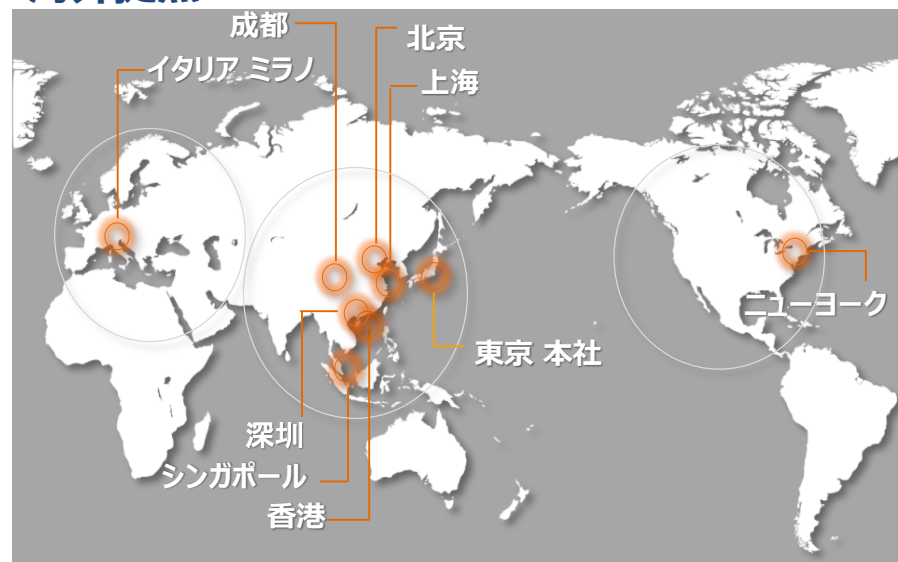 成都
北京
イタリア ミラノ
上海
ニューヨーク
東京 本社
深圳
シンガポール
香港